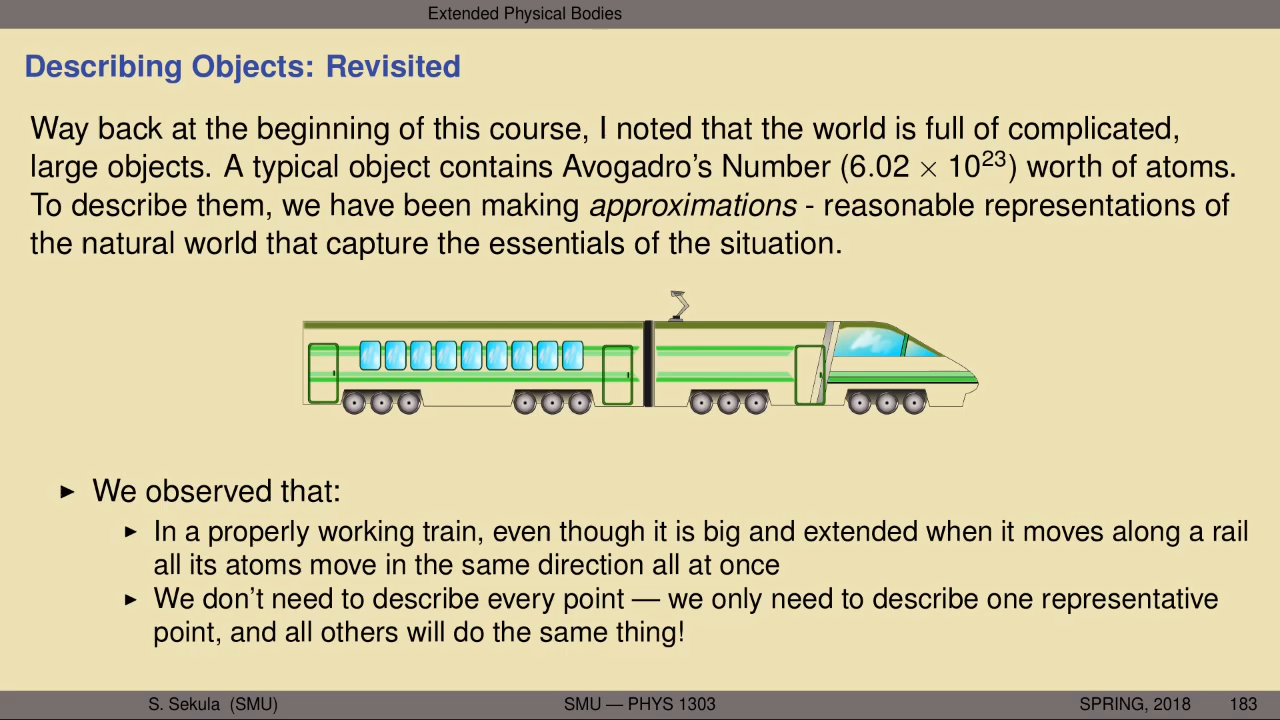 Extended Physical Bodies
Describing Objects: Revisited
Way back at the beginning of this course, I noted that the world is full of complicated,
large objects. A typical object contains Avogadro's Number (6.02 × 10²³) worth of atoms.
To describe them, we have been making approximations - reasonable representations of
the natural world that capture the essentials of the situation.
▶ We observed that:
▶ In a properly working train, even though it is big and extended when it moves along a rail
all its atoms move in the same direction all at once
▶ We don't need to describe every point — we only need to describe one representative
point, and all others will do the same thing!
S. Sekula (SMU) SMU — PHYS 1303 SPRING, 2018 183